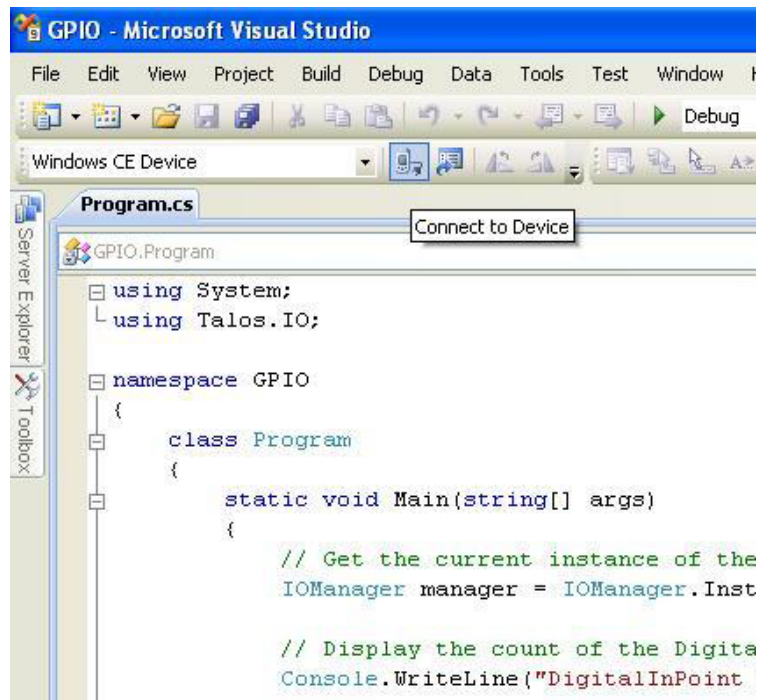 GPIO - Microsoft Visual Studio
File Edit View Project Build Debug Data Tools Test Window
Debug
Windows CE Device
Program.cs
Connect to Device
GPIO.Program
Server Explorer
Toolbox
using System;
using Talos.IO;
namespace GPIO
{
class Program
{
static void Main(string[] args)
{
// Get the current instance of the
IOManager manager = IOManager.Inst
// Display the count of the Digita
Console.WriteLine("DigitalInPoint